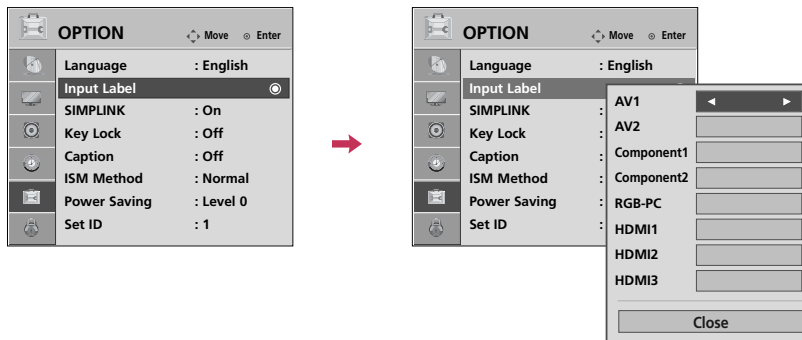 OPTION Move Enter
Language : English
Input Label
SIMPLINK : On
Key Lock : Off
Caption : Off
ISM Method : Normal
Power Saving : Level 0
Set ID : 1
OPTION Move Enter
Language : English
Input Label
SIMPLINK :
Key Lock :
Caption :
ISM Method :
Power Saving :
Set ID :
AV1
AV2
Component1
Component2
RGB-PC
HDMI1
HDMI2
HDMI3
Close